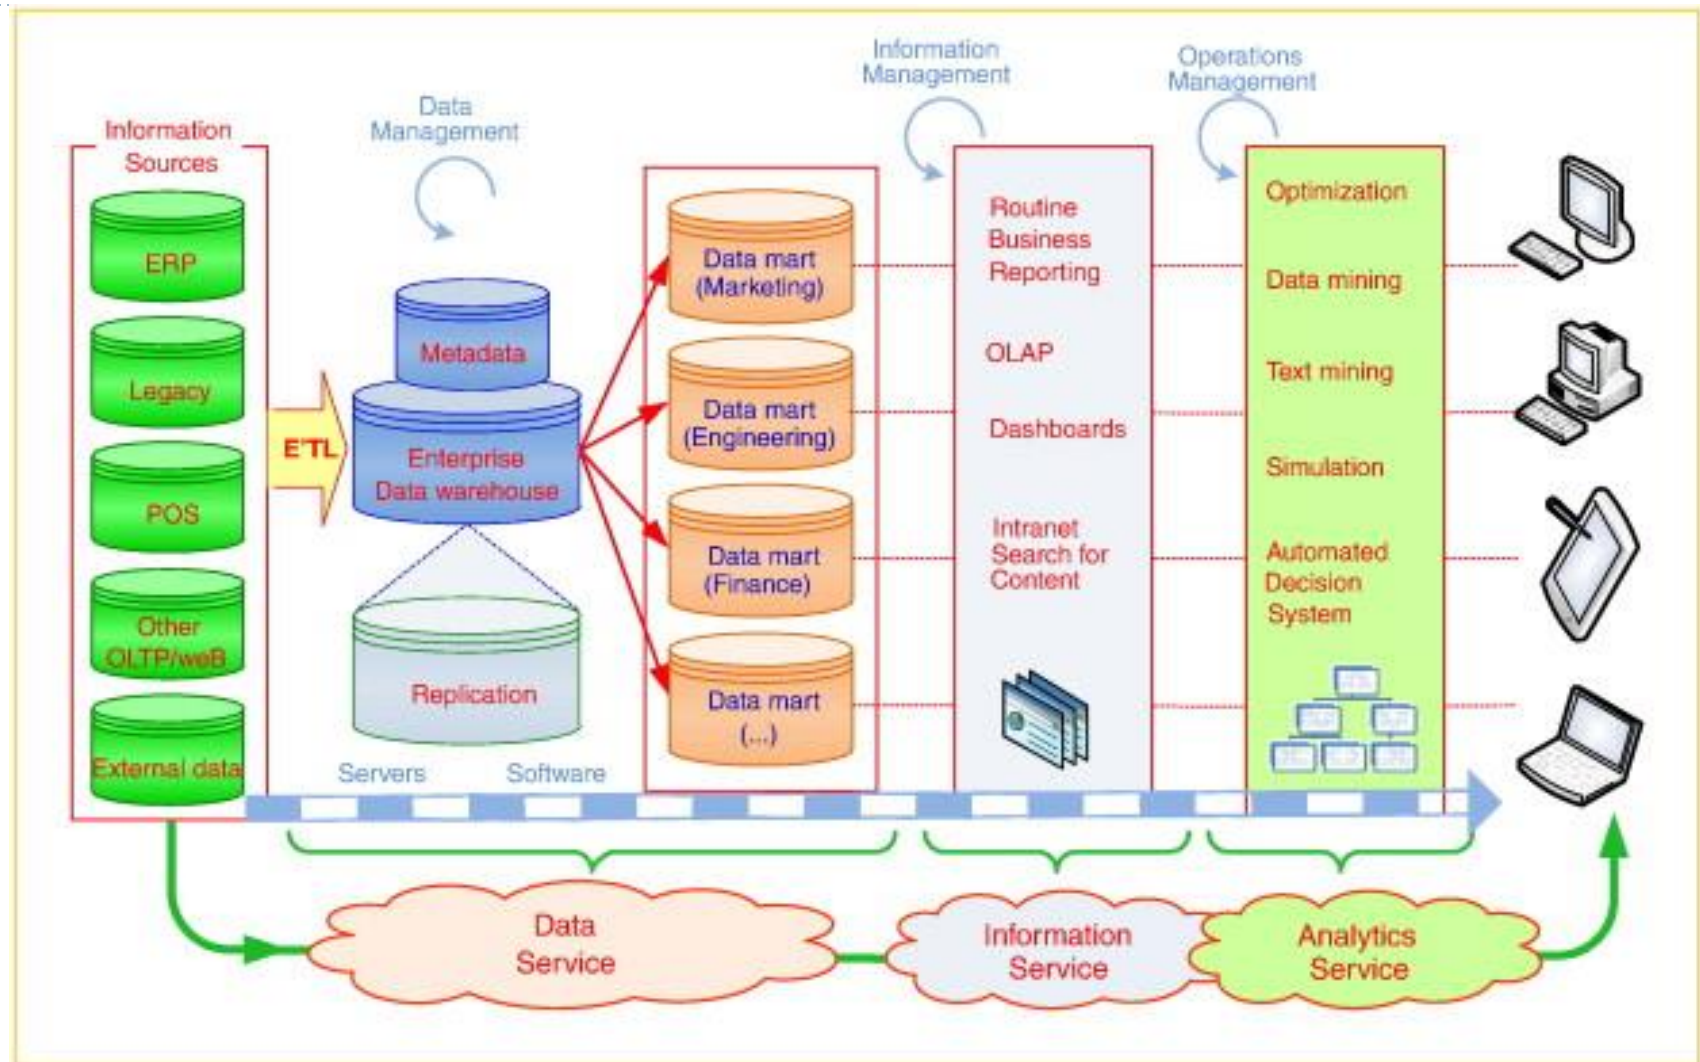 Information
Sources
ERP
Legacy
POS
Other
OLTP/weB
External data
E'TL
Data
Management
Metadata
Enterprise
Data warehouse
Replication
Servers
Software
Data mart
(Marketing)
Data mart
(Engineering)
Data mart
(Finance)
Data mart
(...)
Information
Management
Routine
Business
Reporting
OLAP
Dashboards
Intranet
Search for
Content
Operations
Management
Optimization
Data mining
Text mining
Simulation
Automated
Decision
System
Data
Service
Information
Service
Analytics
Service